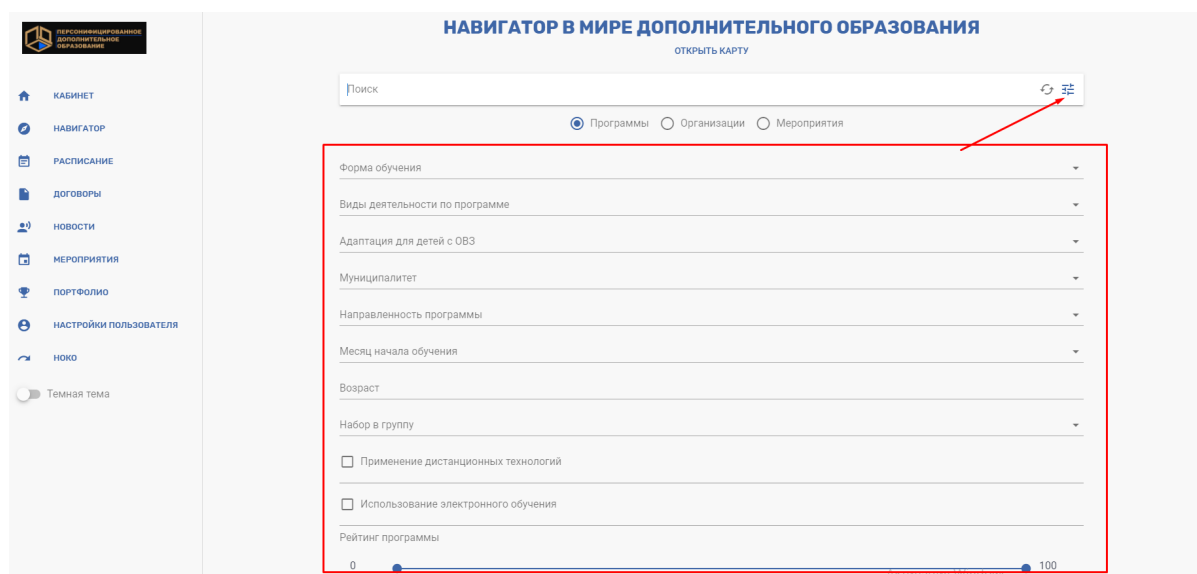 ПЕРСОНИФИЦИРОВАННОЕ
ДОПОЛНИТЕЛЬНОЕ
ОБРАЗОВАНИЕ
КАБИНЕТ
НАВИГАТОР
РАСПИСАНИЕ
ДОГОВОРЫ
НОВОСТИ
МЕРОПРИЯТИЯ
ПОРТФОЛИО
НАСТРОЙКИ ПОЛЬЗОВАТЕЛЯ
НОКО
Темная тема
НАВИГАТОР В МИРЕ ДОПОЛНИТЕЛЬНОГО ОБРАЗОВАНИЯ
ОТКРЫТЬ КАРТУ
Поиск
Программы Организации Мероприятия
Форма обучения
Виды деятельности по программе
Адаптация для детей с ОВЗ
Муниципалитет
Направленность программы
Месяц начала обучения
Возраст
Набор в группу
Применение дистанционных технологий
Использование электронного обучения
Рейтинг программы
0 100